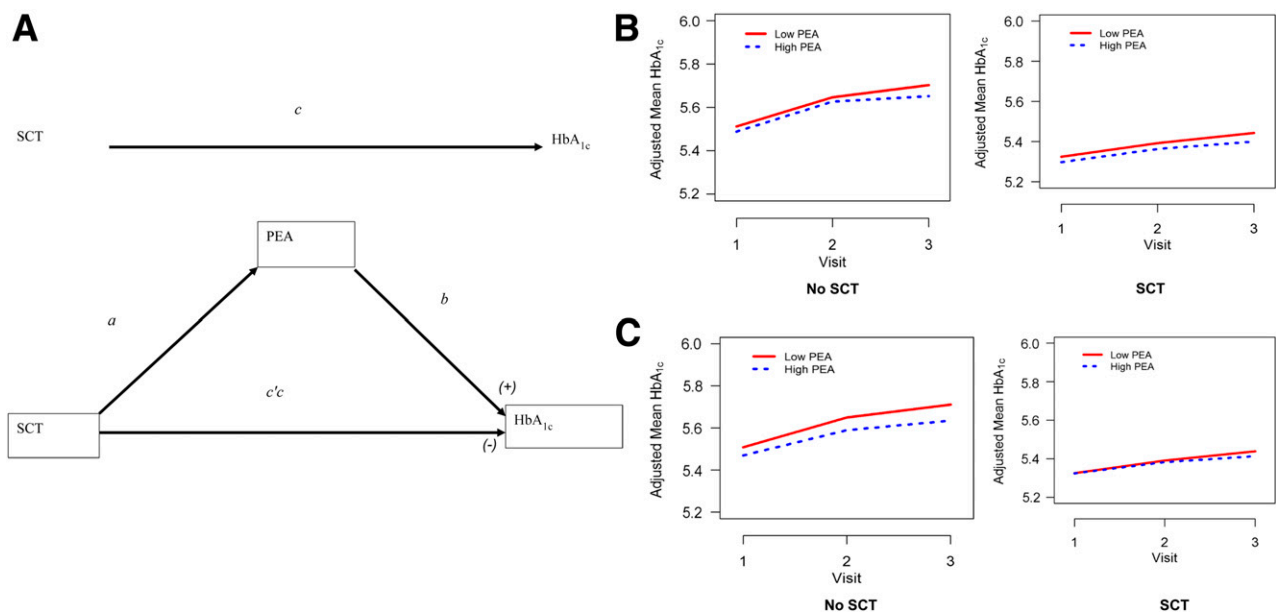 A
c
SCT
HbA1c
PEA
a
b
c'c
(+)
SCT
HbA1c
(-)
B
Adjusted Mean HbA1c
6.0
5.8
5.6
5.4
5.2
Low PEA
High PEA
1 2 3
Visit
No SCT
Adjusted Mean HbA1c
6.0
5.8
5.6
5.4
5.2
Low PEA
High PEA
1 2 3
Visit
SCT
C
Adjusted Mean HbA1c
6.0
5.8
5.6
5.4
5.2
Low PEA
High PEA
1 2 3
Visit
No SCT
Adjusted Mean HbA1c
6.0
5.8
5.6
5.4
5.2
Low PEA
High PEA
1 2 3
Visit
SCT